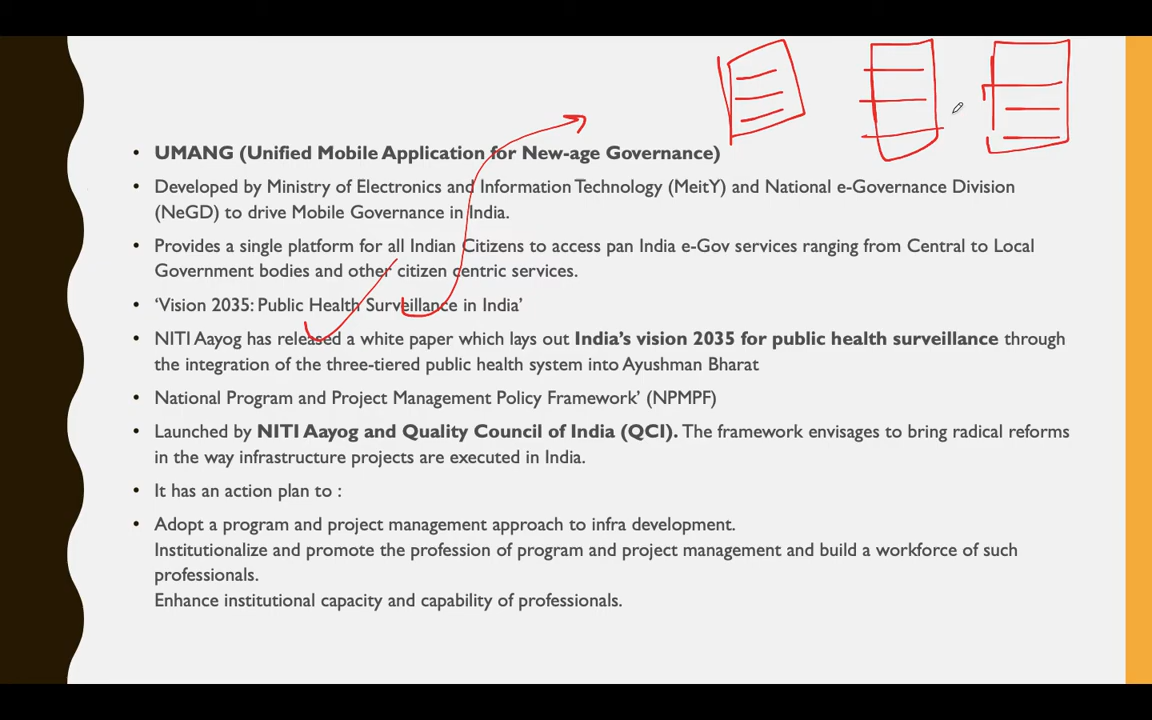 UMANG (Unified Mobile Application for New-age Governance)
Developed by Ministry of Electronics and Information Technology (MeitY) and National e-Governance Division
(NeGD) to drive Mobile Governance in India.
Provides a single platform for all Indian Citizens to access pan India e-Gov services ranging from Central to Local
Government bodies and other citizen centric services.
‘Vision 2035: Public Health Surveillance in India’
NITI Aayog has released a white paper which lays out India’s vision 2035 for public health surveillance through
the integration of the three-tiered public health system into Ayushman Bharat
National Program and Project Management Policy Framework’ (NPMPF)
Launched by NITI Aayog and Quality Council of India (QCI). The framework envisages to bring radical reforms
in the way infrastructure projects are executed in India.
It has an action plan to :
Adopt a program and project management approach to infra development.
Institutionalize and promote the profession of program and project management and build a workforce of such
professionals.
Enhance institutional capacity and capability of professionals.